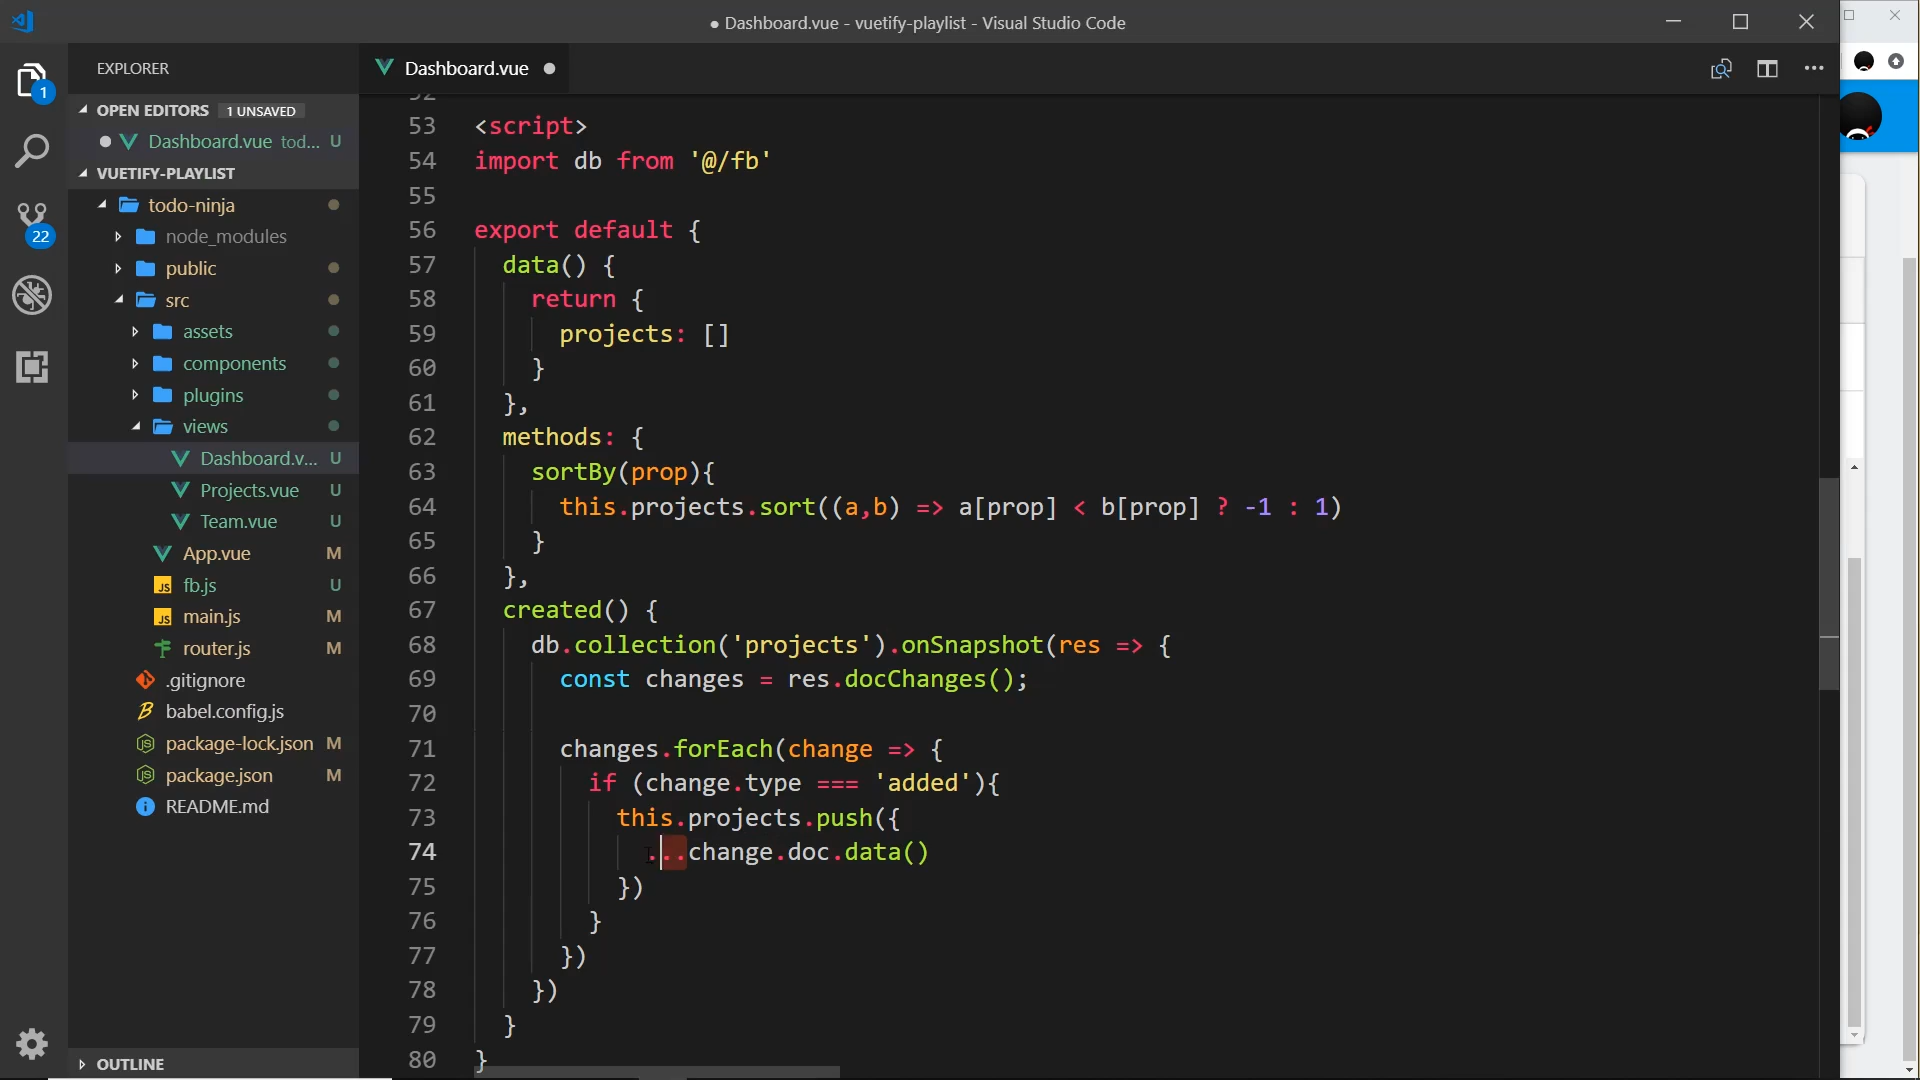 ● Dashboard.vue - vuetify-playlist - Visual Studio Code
EXPLORER
Dashboard.vue ●
OPEN EDITORS 1 UNSAVED
Dashboard.vue tod... U
VUETIFY-PLAYLIST
todo-ninja
node_modules
public
src
assets
components
plugins
views
Dashboard.v... U
Projects.vue U
Team.vue U
App.vue M
JS fb.js U
JS main.js M
router.js M
.gitignore
babel.config.js
package-lock.json M
package.json M
README.md
OUTLINE
1
22
52
53 <script>
54 import db from '@/fb'
55
56 export default {
57 data() {
58 return {
59 projects: []
60 }
61 },
62 methods: {
63 sortBy(prop){
64 this.projects.sort((a,b) => a[prop] < b[prop] ? -1 : 1)
65 }
66 },
67 created() {
68 db.collection('projects').onSnapshot(res => {
69 const changes = res.docChanges();
70
71 changes.forEach(change => {
72 if (change.type === 'added'){
73 this.projects.push({
74 ...change.doc.data()
75 })
76 }
77 })
78 })
79 }
80 }